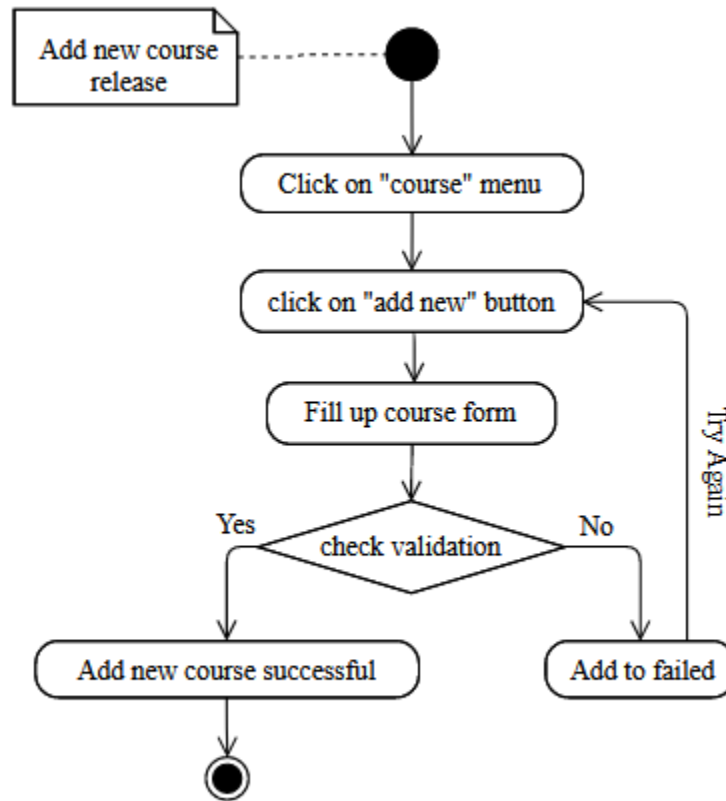 Add new course
release
Click on "course" menu
click on "add new" button
Fill up course form
Try Again
Yes
check validation
No
Add new course successful
Add to failed